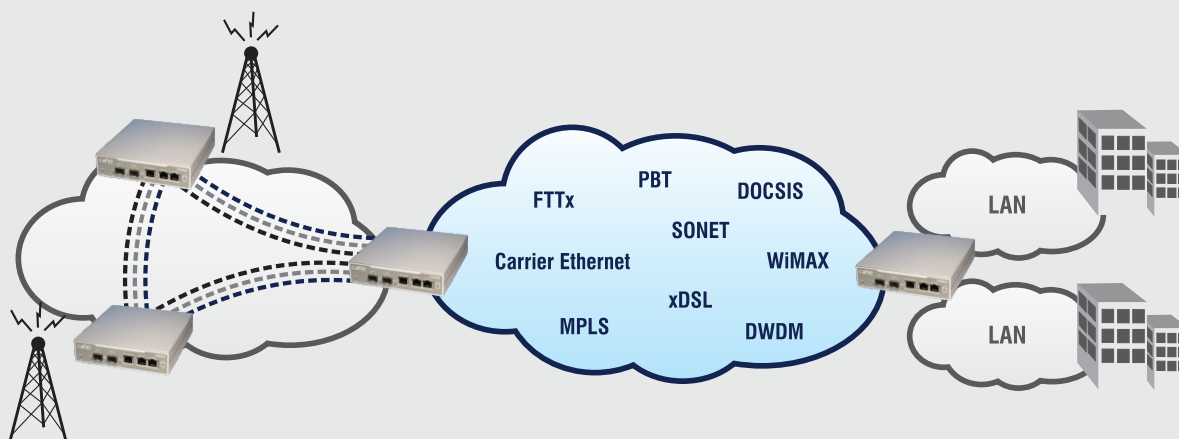 PBT
FTTx
DOCSIS
SONET
Carrier Ethernet
WiMAX
xDSL
MPLS
DWDM
LAN
LAN